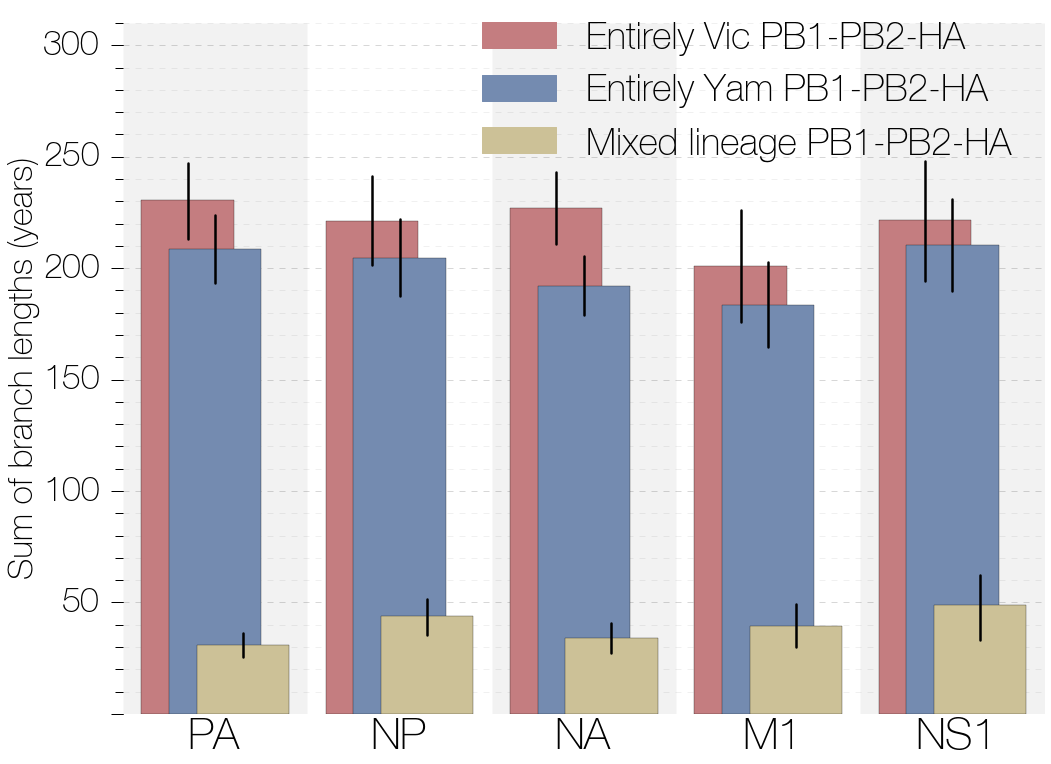 Entirely Vic PB1-PB2-HA
Entirely Yam PB1-PB2-HA
Mixed lineage PB1-PB2-HA
Sum of branch lengths (years)
300
250
200
150
100
50
PA NP NA M1 NS1